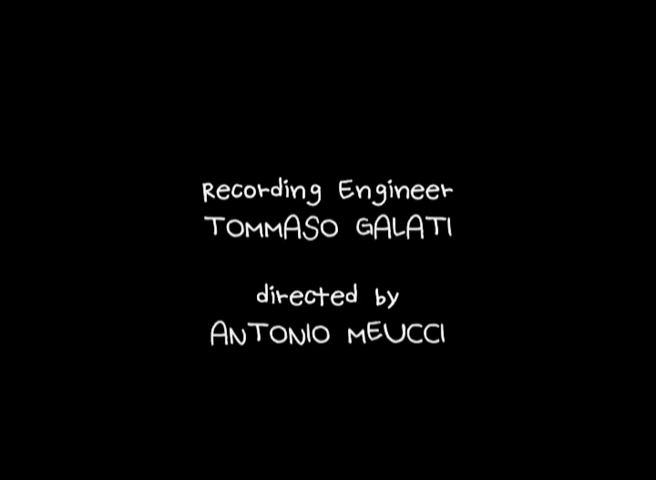 Recording Engineer
TOMMASO GALATI
directed by
ANTONIO MEUCCI